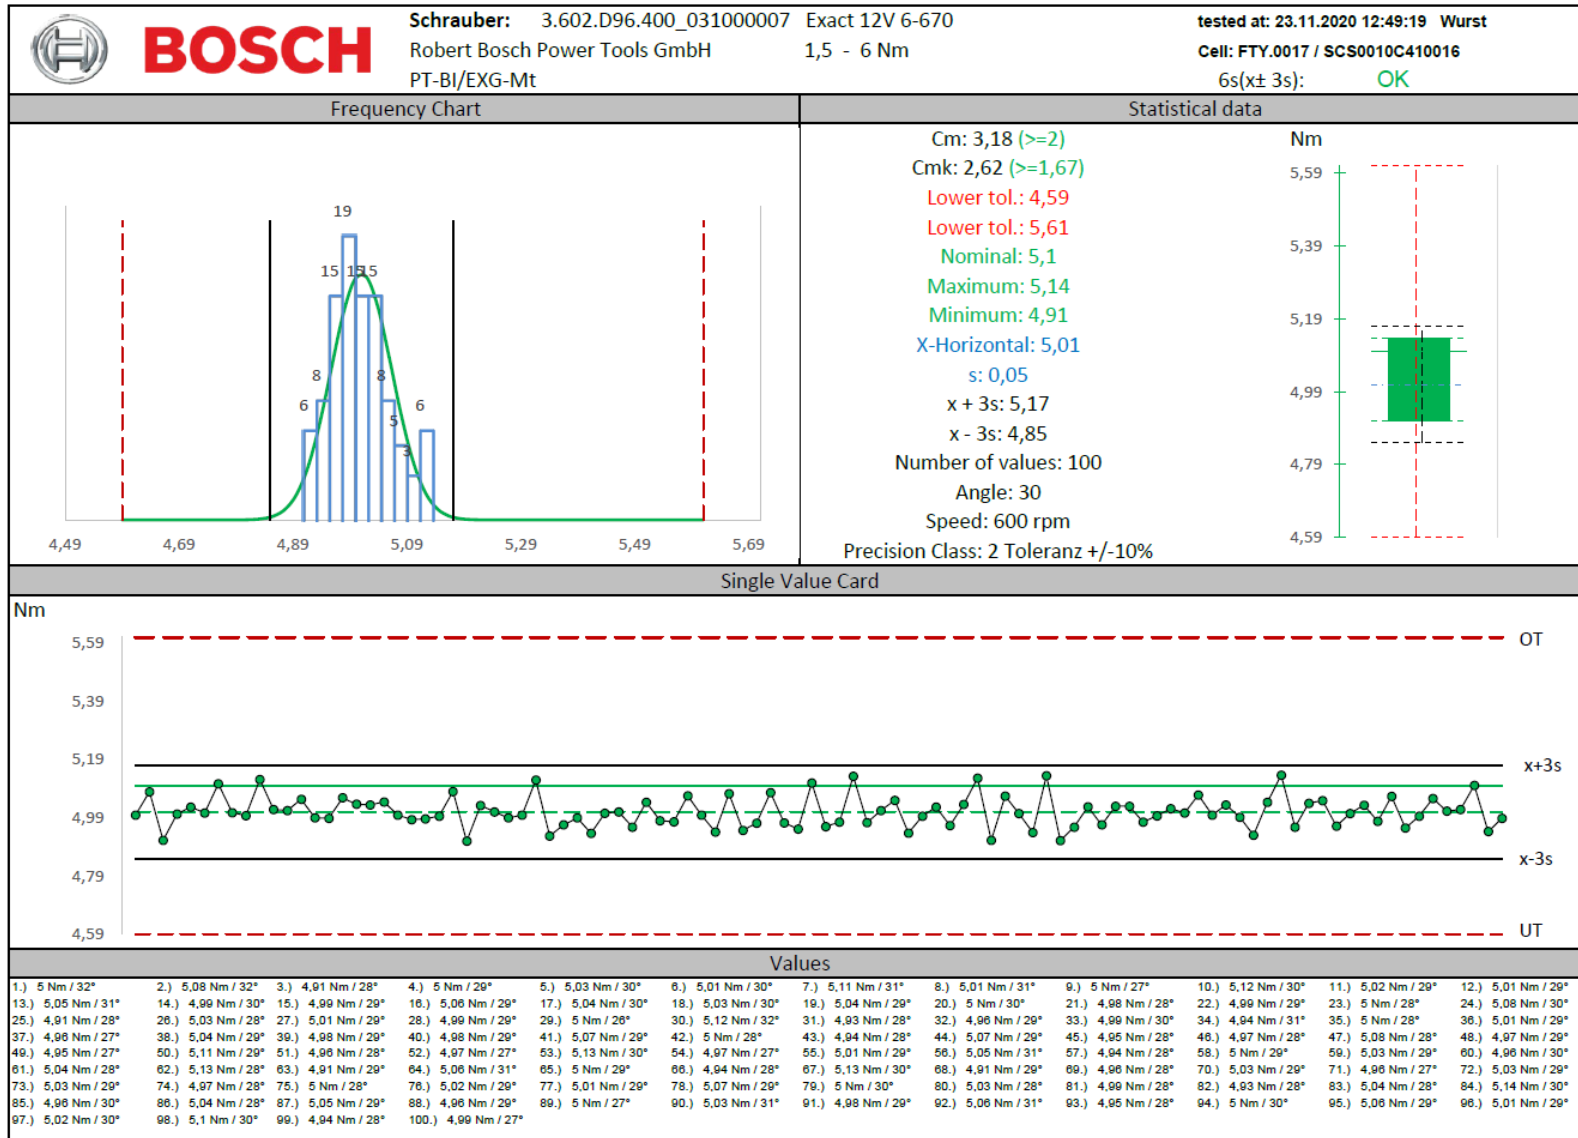 BOSCH
Schrauber: 3.602.D96.400_031000007 Exact 12V 6-670
Robert Bosch Power Tools GmbH 1,5 - 6 Nm
PT-BI/EXG-Mt
tested at: 23.11.2020 12:49:19 Wurst
Cell: FTY.0017 / SCS0010C410016
6s(x± 3s): OK
Frequency Chart
19
15 15 15
8 8
6 5 6
3
4,49 4,69 4,89 5,09 5,29 5,49 5,69
Statistical data
Cm: 3,18 (>=2)
Cmk: 2,62 (>=1,67)
Lower tol.: 4,59
Lower tol.: 5,61
Nominal: 5,1
Maximum: 5,14
Minimum: 4,91
X-Horizontal: 5,01
s: 0,05
x + 3s: 5,17
x - 3s: 4,85
Number of values: 100
Angle: 30
Speed: 600 rpm
Precision Class: 2 Toleranz +/-10%
Nm
5,59
5,39
5,19
4,99
4,79
4,59
Single Value Card
Nm
5,59 OT
5,39
5,19 x+3s
4,99
x-3s
4,79
4,59 UT
Values
1.) 5 Nm / 32° 2.) 5,08 Nm / 32° 3.) 4,91 Nm / 28° 4.) 5 Nm / 29° 5.) 5,03 Nm / 30° 6.) 5,01 Nm / 30° 7.) 5,11 Nm / 31° 8.) 5,01 Nm / 31° 9.) 5 Nm / 27° 10.) 5,12 Nm / 30° 11.) 5,02 Nm / 29° 12.) 5,01 Nm / 29°
13.) 5,05 Nm / 31° 14.) 4,99 Nm / 30° 15.) 4,99 Nm / 29° 16.) 5,06 Nm / 29° 17.) 5,04 Nm / 30° 18.) 5,03 Nm / 30° 19.) 5,04 Nm / 29° 20.) 5 Nm / 30° 21.) 4,98 Nm / 28° 22.) 4,99 Nm / 29° 23.) 5 Nm / 28° 24.) 5,08 Nm / 30°
25.) 4,91 Nm / 28° 26.) 5,03 Nm / 28° 27.) 5,01 Nm / 29° 28.) 4,99 Nm / 29° 29.) 5 Nm / 26° 30.) 5,12 Nm / 32° 31.) 4,93 Nm / 28° 32.) 4,96 Nm / 29° 33.) 4,99 Nm / 30° 34.) 4,94 Nm / 31° 35.) 5 Nm / 28° 36.) 5,01 Nm / 29°
37.) 4,96 Nm / 27° 38.) 5,04 Nm / 29° 39.) 4,98 Nm / 29° 40.) 4,98 Nm / 29° 41.) 5,07 Nm / 29° 42.) 5 Nm / 28° 43.) 4,94 Nm / 28° 44.) 5,07 Nm / 29° 45.) 4,95 Nm / 28° 46.) 4,97 Nm / 28° 47.) 5,08 Nm / 28° 48.) 4,97 Nm / 29°
49.) 4,95 Nm / 27° 50.) 5,11 Nm / 29° 51.) 4,96 Nm / 28° 52.) 4,97 Nm / 27° 53.) 5,13 Nm / 30° 54.) 4,97 Nm / 27° 55.) 5,01 Nm / 29° 56.) 5,05 Nm / 31° 57.) 4,94 Nm / 28° 58.) 5 Nm / 29° 59.) 5,03 Nm / 29° 60.) 4,96 Nm / 30°
61.) 5,04 Nm / 28° 62.) 5,13 Nm / 28° 63.) 4,91 Nm / 29° 64.) 5,06 Nm / 31° 65.) 5 Nm / 29° 66.) 4,94 Nm / 28° 67.) 5,13 Nm / 30° 68.) 4,91 Nm / 29° 69.) 4,96 Nm / 28° 70.) 5,03 Nm / 29° 71.) 4,96 Nm / 27° 72.) 5,03 Nm / 29°
73.) 5,03 Nm / 29° 74.) 4,97 Nm / 28° 75.) 5 Nm / 28° 76.) 5,02 Nm / 29° 77.) 5,01 Nm / 29° 78.) 5,07 Nm / 29° 79.) 5 Nm / 30° 80.) 5,03 Nm / 28° 81.) 4,99 Nm / 28° 82.) 4,93 Nm / 28° 83.) 5,04 Nm / 28° 84.) 5,14 Nm / 30°
85.) 4,96 Nm / 30° 86.) 5,04 Nm / 28° 87.) 5,05 Nm / 29° 88.) 4,96 Nm / 29° 89.) 5 Nm / 27° 90.) 5,03 Nm / 31° 91.) 4,98 Nm / 29° 92.) 5,06 Nm / 31° 93.) 4,95 Nm / 28° 94.) 5 Nm / 30° 95.) 5,06 Nm / 29° 96.) 5,01 Nm / 29°
97.) 5,02 Nm / 30° 98.) 5,1 Nm / 30° 99.) 4,94 Nm / 28° 100.) 4,99 Nm / 27°